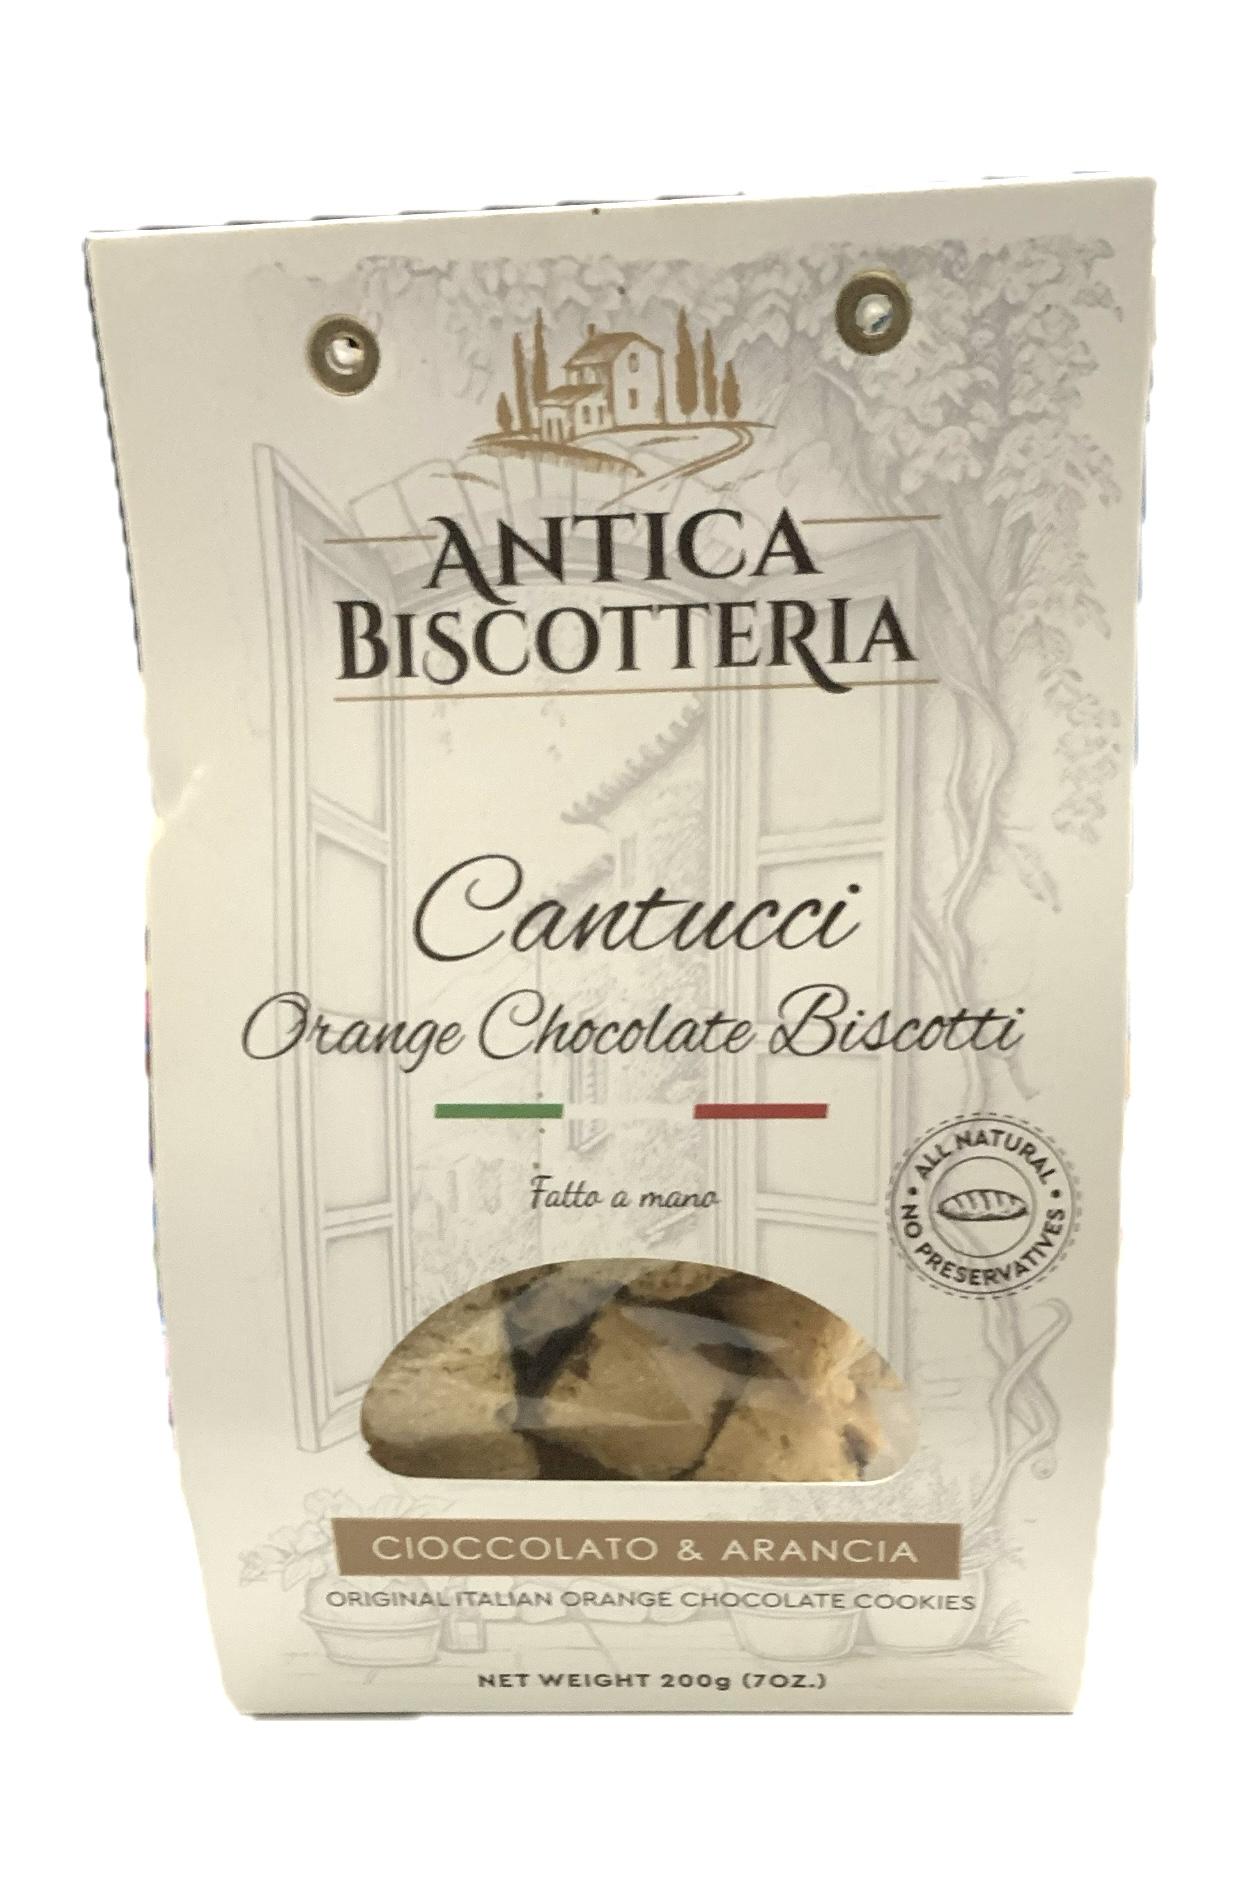 ANTICA
BISCOTTERIA
Cantucci
Orange Chocolate Biscotti
Fatto a mano
ALL NATURAL • NO PRESERVATIVES •
CIOCCOLATO & ARANCIA
ORIGINAL ITALIAN ORANGE CHOCOLATE COOKIES
NET WEIGHT 200g (7OZ.)